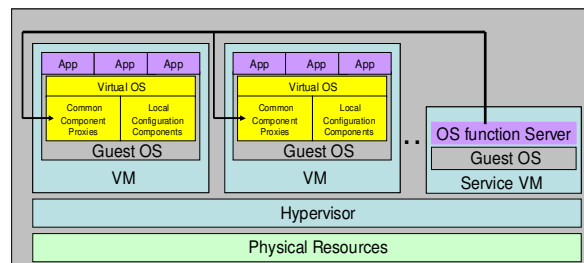 App App App
Virtual OS
Common Component Proxies
Local Configuration Components
Guest OS
VM
App App App
Virtual OS
Common Component Proxies
Local Configuration Components
Guest OS
VM
..
OS function Server
Guest OS
Service VM
Hypervisor
Physical Resources